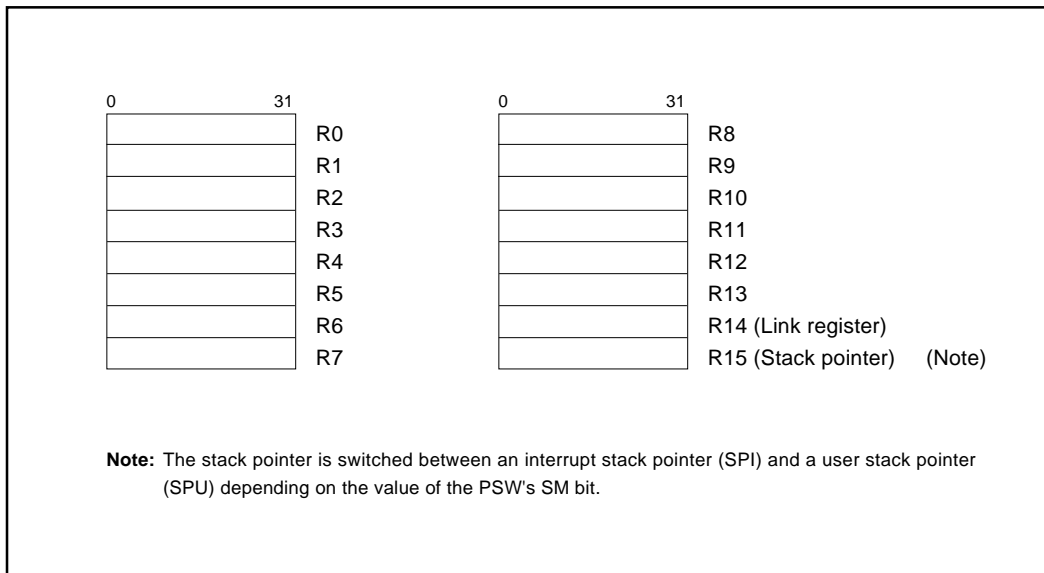 0 31
R0
R1
R2
R3
R4
R5
R6
R7
0 31
R8
R9
R10
R11
R12
R13
R14 (Link register)
R15 (Stack pointer) (Note)
Note: The stack pointer is switched between an interrupt stack pointer (SPI) and a user stack pointer
(SPU) depending on the value of the PSW's SM bit.